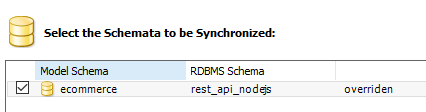 Select the Schemata to be Synchronized:
Model Schema RDBMS Schema
ecommerce rest_api_nodejs overriden